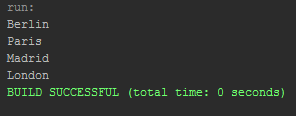 run:
Berlin
Paris
Madrid
London
BUILD SUCCESSFUL (total time: 0 seconds)